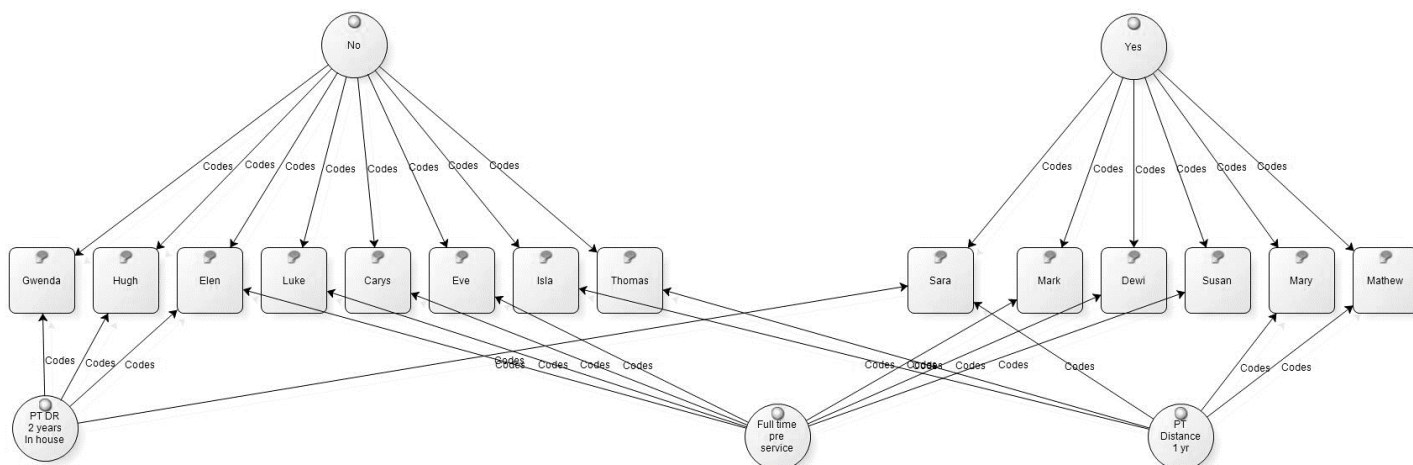 No
Yes
Codes Codes Codes Codes Codes Codes Codes Codes
Codes Codes Codes Codes Codes Codes
Gwenda
Hugh
Elen
Luke
Carys
Eve
Isla
Thomas
Sara
Mark
Dewi
Susan
Mary
Mathew
Codes Codes Codes Codes Codes Codes Codes Codes Codes Codes Codes Codes Codes Codes Codes Codes
PT DR
2 years
In house
Full time
pre
service
PT
Distance
1 yr